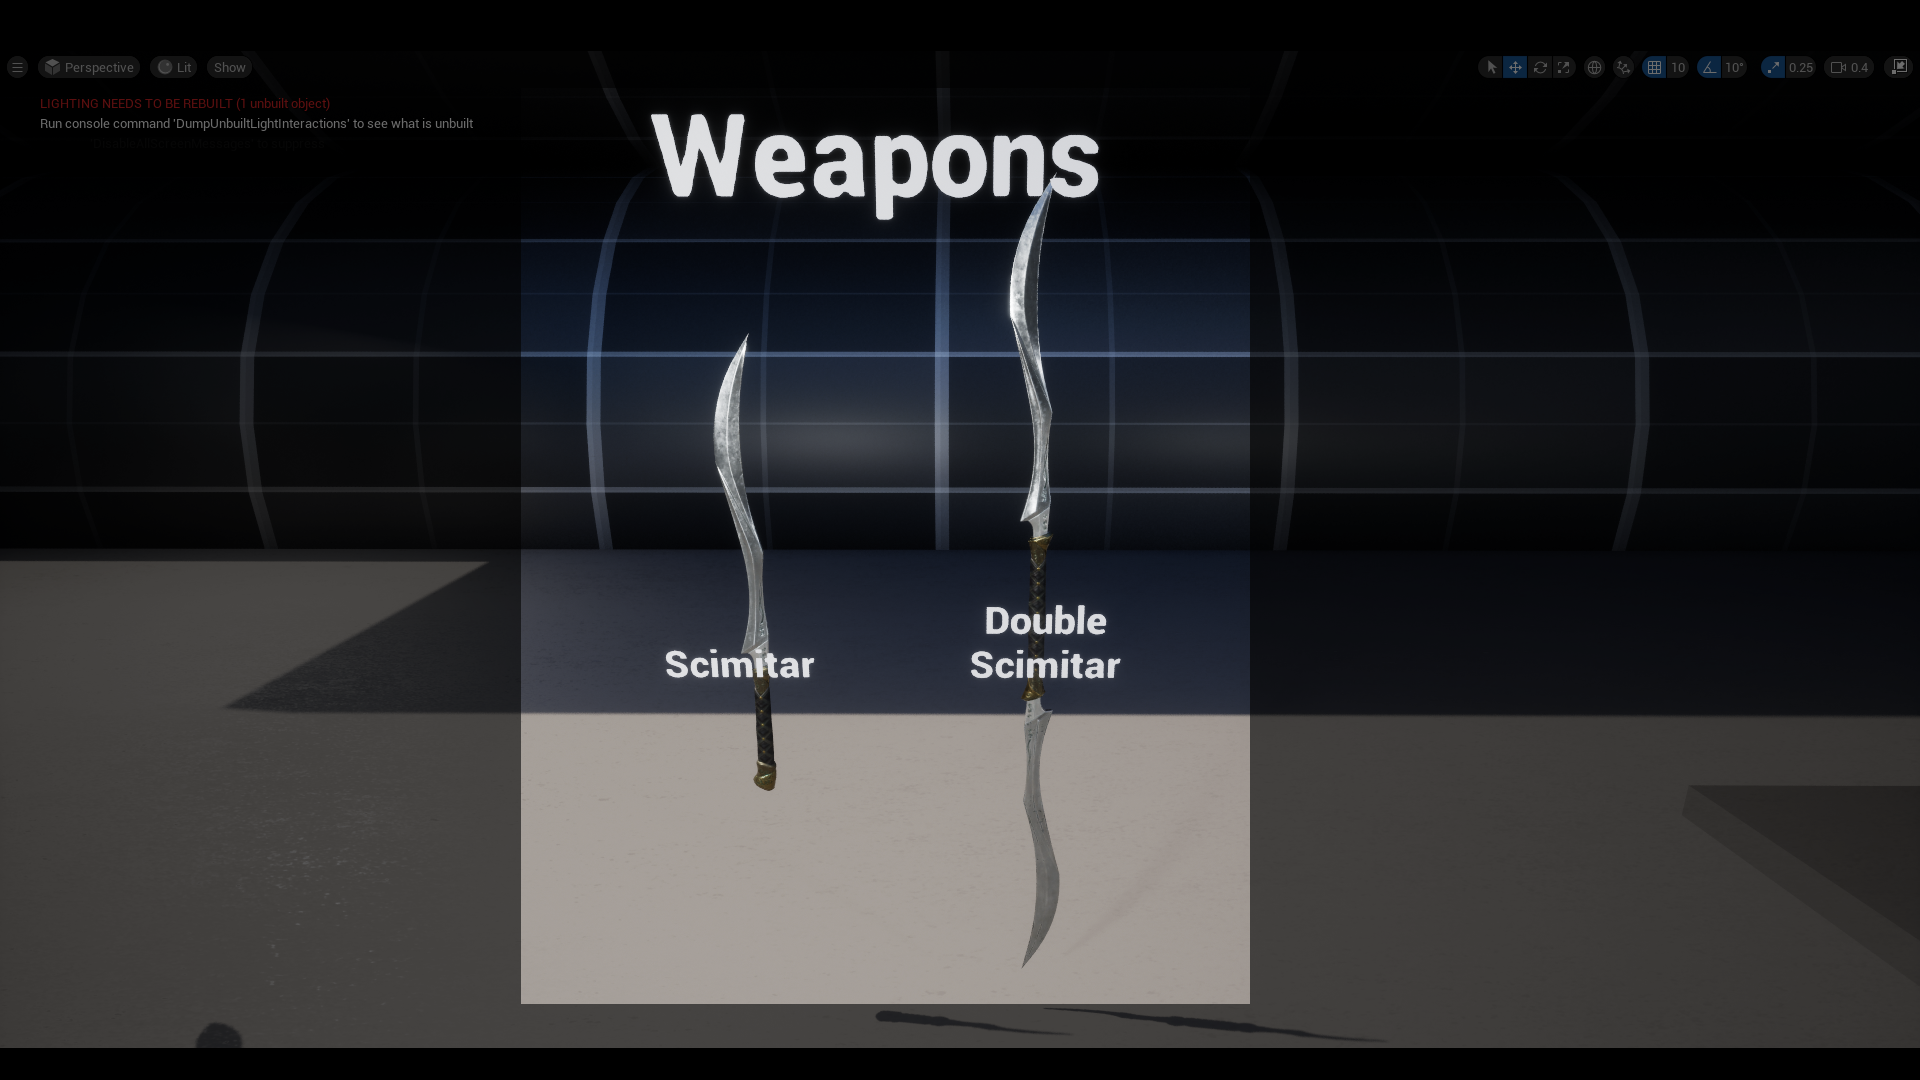 Perspective Lit Show 10 10° 0.25 0.4
LIGHTING NEEDS TO BE REBUILT (1 unbuilt object)
Run console command 'DumpUnbuiltLightInteractions' to see what is unbuilt
Weapons
Double
Scimitar
Scimitar